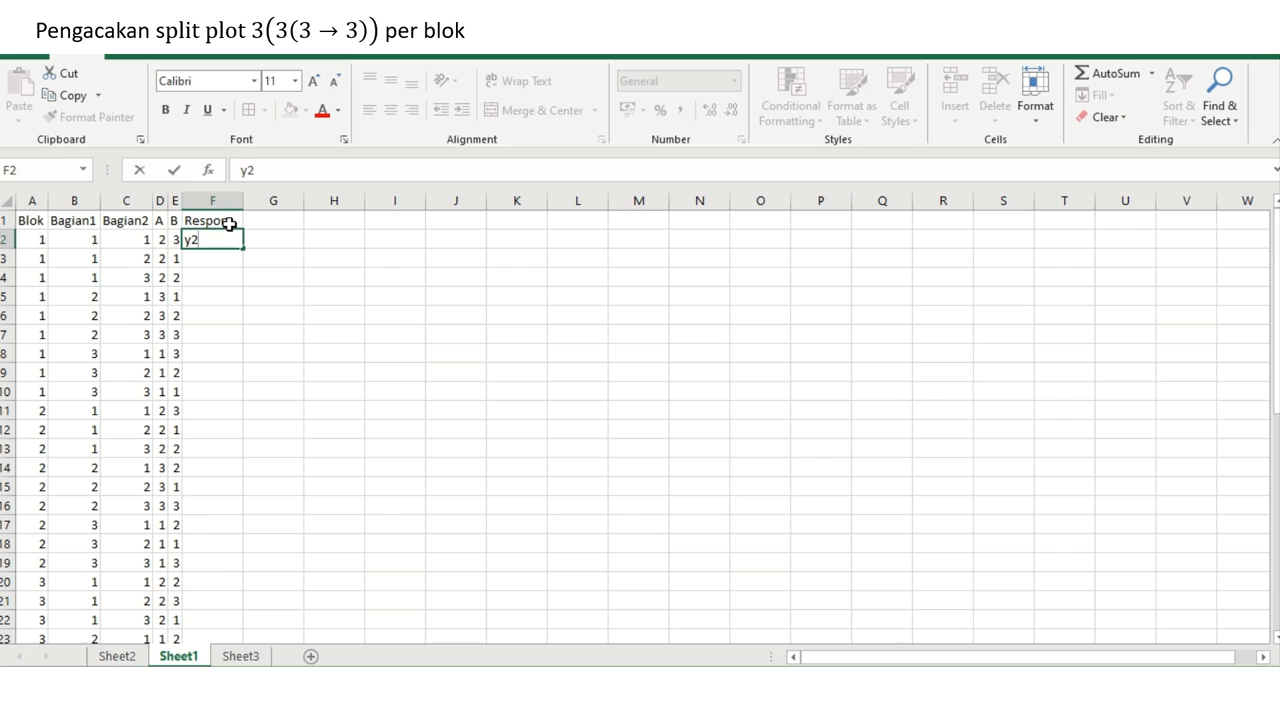 Pengacakan split plot 3(3(3 → 3)) per blok
Cut
Copy
Format Painter
Paste
Clipboard
Calibri 11 A A
B I U A
Font
Wrap Text
Merge & Center
Alignment
General
% ,
Number
Conditional Formatting
Format as Table
Cell Styles
Styles
Insert Delete Format
Cells
AutoSum
Fill
Clear
Sort & Filter
Find & Select
Editing
F2 fx y2
A B C D E F G H I J K L M N O P Q R S T U V W
1 Blok Bagian1 Bagian2 A B Respon
2 1 1 1 2 3 y2
3 1 1 2 2 1
4 1 1 3 2 2
5 1 2 1 3 1
6 1 2 2 3 2
7 1 2 3 3 3
8 1 3 1 1 3
9 1 3 2 1 2
10 1 3 3 1 1
11 2 1 1 2 3
12 2 1 2 2 1
13 2 1 3 2 2
14 2 2 1 3 2
15 2 2 2 3 1
16 2 2 3 3 3
17 2 3 1 1 2
18 2 3 2 1 1
19 2 3 3 1 3
20 3 1 1 2 2
21 3 1 2 2 3
22 3 1 3 2 1
23 3 2 1 1 2
Sheet2 Sheet1 Sheet3